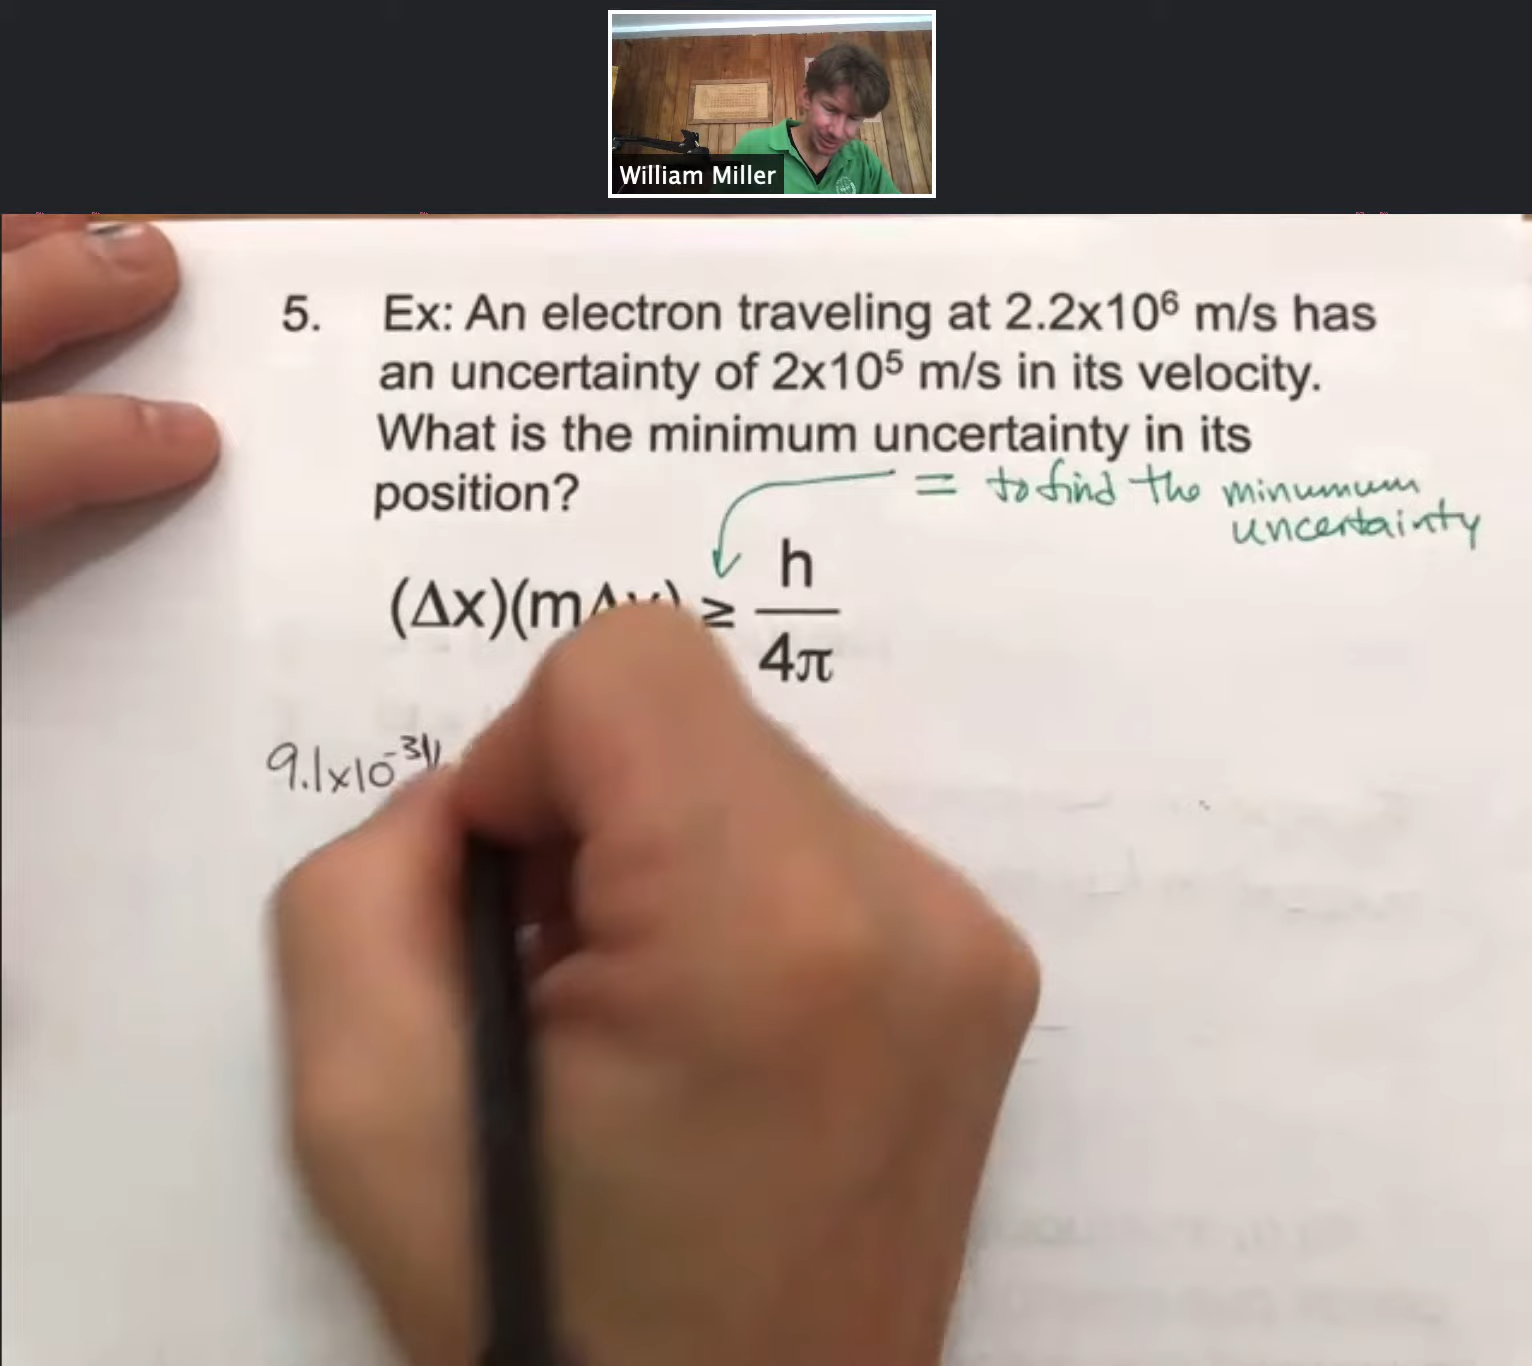 William Miller
5. Ex: An electron traveling at 2.2x10⁶ m/s has
an uncertainty of 2x10⁵ m/s in its velocity.
What is the minimum uncertainty in its
position?
= to find the minumum
uncertainty
(Δx)(mΔv) ≥ h
4π
9.1x10⁻³¹